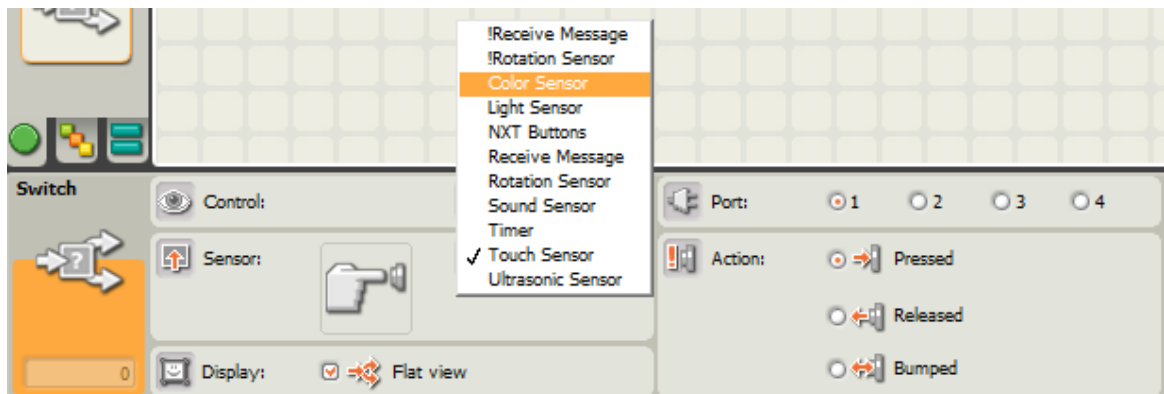 !Receive Message
!Rotation Sensor
Color Sensor
Light Sensor
NXT Buttons
Receive Message
Rotation Sensor
Sound Sensor
Timer
✓ Touch Sensor
Ultrasonic Sensor
Switch
?
0
Control:
Sensor:
Display:
Flat view
Port:
1
2
3
4
Action:
Pressed
Released
Bumped